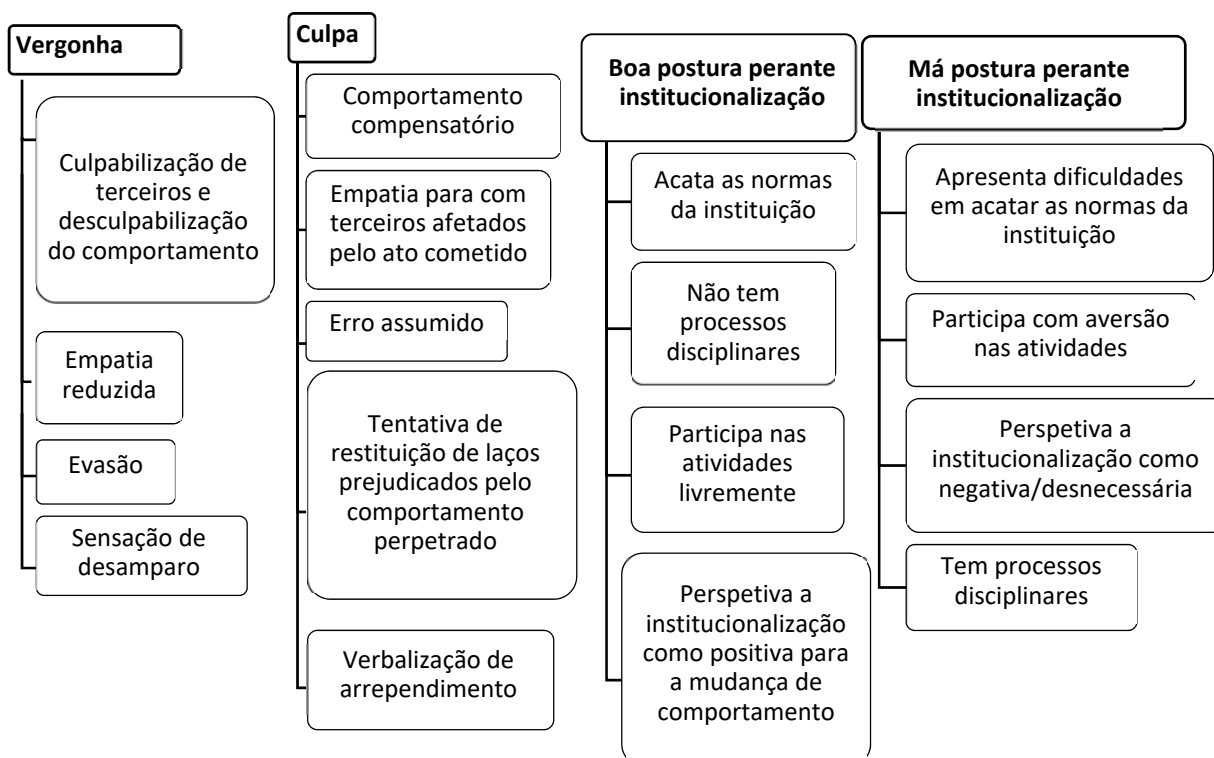 Vergonha
Culpabilização de
terceiros e
desculpabilização
do comportamento
Empatia
reduzida
Evasão
Sensação de
desamparo
Culpa
Comportamento
compensatório
Empatia para com
terceiros afetados
pelo ato cometido
Erro assumido
Tentativa de
restituição de laços
prejudicados pelo
comportamento
perpetrado
Verbalização de
arrependimento
Boa postura perante
institucionalização
Acata as normas
da instituição
Não tem
processos
disciplinares
Participa nas
atividades
livremente
Perspetiva a
institucionalização
como positiva para
a mudança de
comportamento
Má postura perante
institucionalização
Apresenta dificuldades
em acatar as normas da
instituição
Participa com aversão
nas atividades
Perspetiva a
institucionalização como
negativa/desnecessária
Tem processos
disciplinares